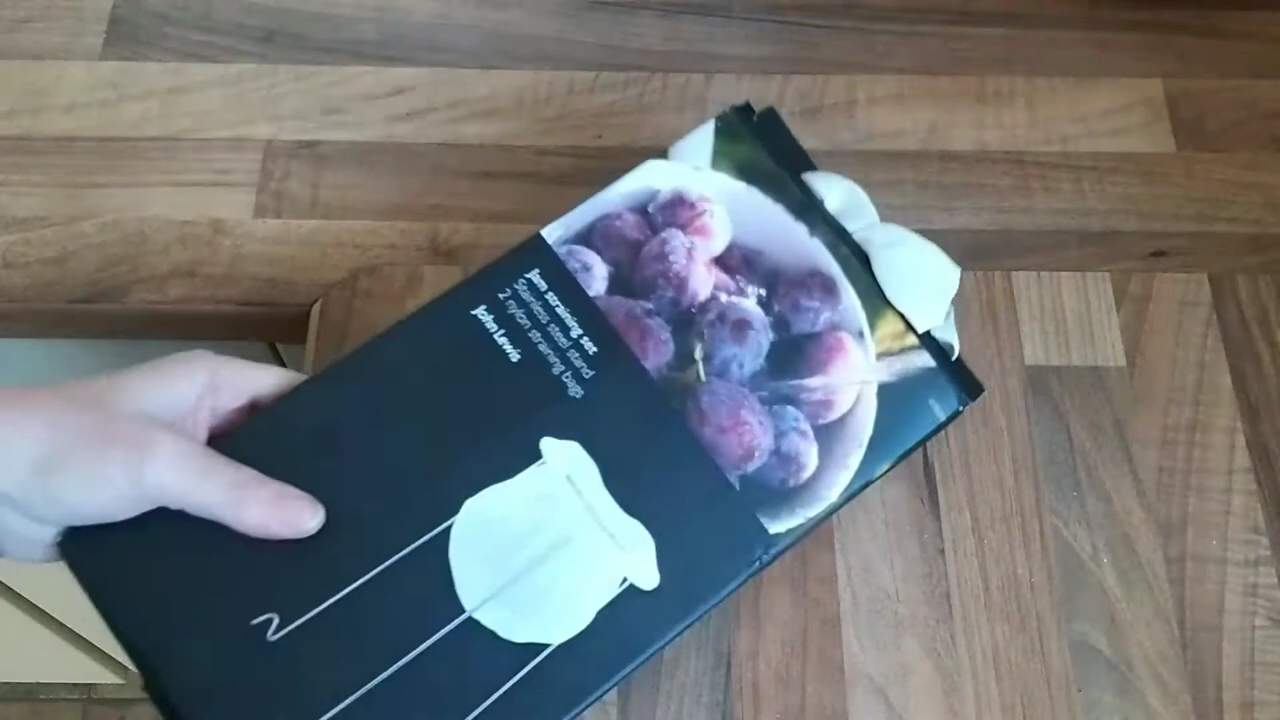 Jam straining set
Stainless steel stand
2 nylon straining bags
John Lewis